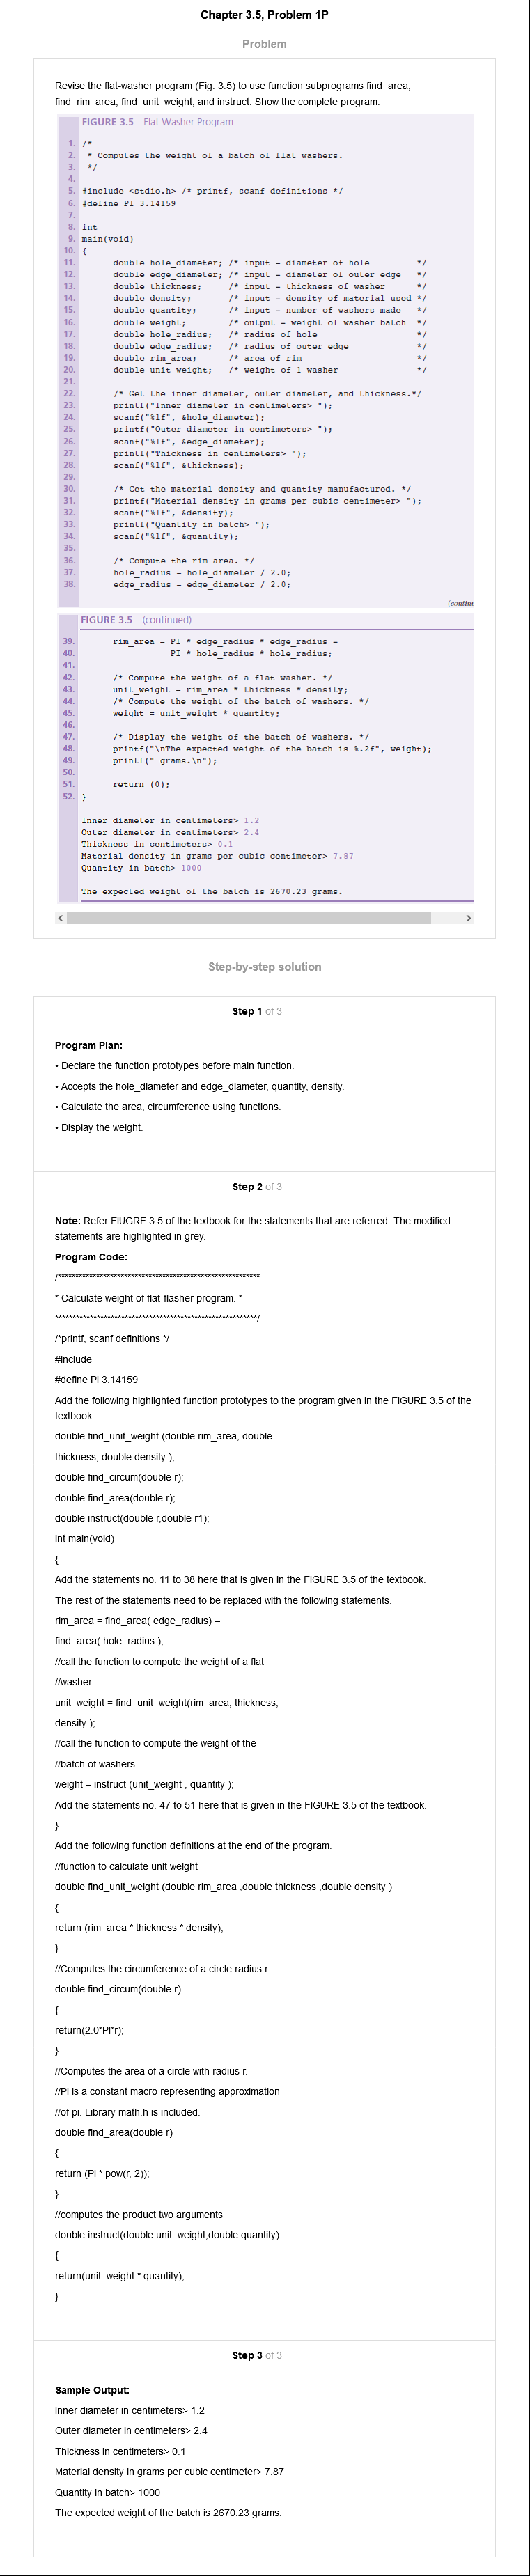 Chapter 3.5, Problem 1P
Problem
Revise the flat-washer program (Fig. 3.5) to use function subprograms find_area,
find_rim_area, find_unit_weight, and instruct. Show the complete program.
FIGURE 3.5 Flat Washer Program
1. /*
2. * Computes the weight of a batch of flat washers.
3. */
4.
5. #include <stdio.h> /* printf, scanf definitions */
6. #define PI 3.14159
7.
8. int
9. main(void)
10. {
11. double hole_diameter; /* input - diameter of hole */
12. double edge_diameter; /* input - diameter of outer edge */
13. double thickness; /* input - thickness of washer */
14. double density; /* input - density of material used */
15. double quantity; /* input - number of washers made */
16. double weight; /* output - weight of washer batch */
17. double hole_radius; /* radius of hole */
18. double edge_radius; /* radius of outer edge */
19. double rim_area; /* area of rim */
20. double unit_weight; /* weight of 1 washer */
21.
22. /* Get the inner diameter, outer diameter, and thickness.*/
23. printf("Inner diameter in centimeters> ");
24. scanf("%lf", &hole_diameter);
25. printf("Outer diameter in centimeters> ");
26. scanf("%lf", &edge_diameter);
27. printf("Thickness in centimeters> ");
28. scanf("%lf", &thickness);
29.
30. /* Get the material density and quantity manufactured. */
31. printf("Material density in grams per cubic centimeter> ");
32. scanf("%lf", &density);
33. printf("Quantity in batch> ");
34. scanf("%lf", &quantity);
35.
36. /* Compute the rim area. */
37. hole_radius = hole_diameter / 2.0;
38. edge_radius = edge_diameter / 2.0;
(continu
FIGURE 3.5 (continued)
39. rim_area = PI * edge_radius * edge_radius -
40. PI * hole_radius * hole_radius;
41.
42. /* Compute the weight of a flat washer. */
43. unit_weight = rim_area * thickness * density;
44. /* Compute the weight of the batch of washers. */
45. weight = unit_weight * quantity;
46.
47. /* Display the weight of the batch of washers. */
48. printf("\nThe expected weight of the batch is %.2f", weight);
49. printf(" grams.\n");
50.
51. return (0);
52. }
Inner diameter in centimeters> 1.2
Outer diameter in centimeters> 2.4
Thickness in centimeters> 0.1
Material density in grams per cubic centimeter> 7.87
Quantity in batch> 1000
The expected weight of the batch is 2670.23 grams.
Step-by-step solution
Step 1 of 3
Program Plan:
• Declare the function prototypes before main function.
• Accepts the hole_diameter and edge_diameter, quantity, density.
• Calculate the area, circumference using functions.
• Display the weight.
Step 2 of 3
Note: Refer FIUGRE 3.5 of the textbook for the statements that are referred. The modified
statements are highlighted in grey.
Program Code:
/**********************************************************
* Calculate weight of flat-flasher program. *
**********************************************************/
/*printf, scanf definitions */
#include
#define PI 3.14159
Add the following highlighted function prototypes to the program given in the FIGURE 3.5 of the
textbook.
double find_unit_weight (double rim_area, double
thickness, double density );
double find_circum(double r);
double find_area(double r);
double instruct(double r,double r1);
int main(void)
{
Add the statements no. 11 to 38 here that is given in the FIGURE 3.5 of the textbook.
The rest of the statements need to be replaced with the following statements.
rim_area = find_area( edge_radius) –
find_area( hole_radius );
//call the function to compute the weight of a flat
//washer.
unit_weight = find_unit_weight(rim_area, thickness,
density );
//call the function to compute the weight of the
//batch of washers.
weight = instruct (unit_weight , quantity );
Add the statements no. 47 to 51 here that is given in the FIGURE 3.5 of the textbook.
}
Add the following function definitions at the end of the program.
//function to calculate unit weight
double find_unit_weight (double rim_area ,double thickness ,double density )
{
return (rim_area * thickness * density);
}
//Computes the circumference of a circle radius r.
double find_circum(double r)
{
return(2.0*PI*r);
}
//Computes the area of a circle with radius r.
//PI is a constant macro representing approximation
//of pi. Library math.h is included.
double find_area(double r)
{
return (PI * pow(r, 2));
}
//computes the product two arguments
double instruct(double unit_weight,double quantity)
{
return(unit_weight * quantity);
}
Step 3 of 3
Sample Output:
Inner diameter in centimeters> 1.2
Outer diameter in centimeters> 2.4
Thickness in centimeters> 0.1
Material density in grams per cubic centimeter> 7.87
Quantity in batch> 1000
The expected weight of the batch is 2670.23 grams.